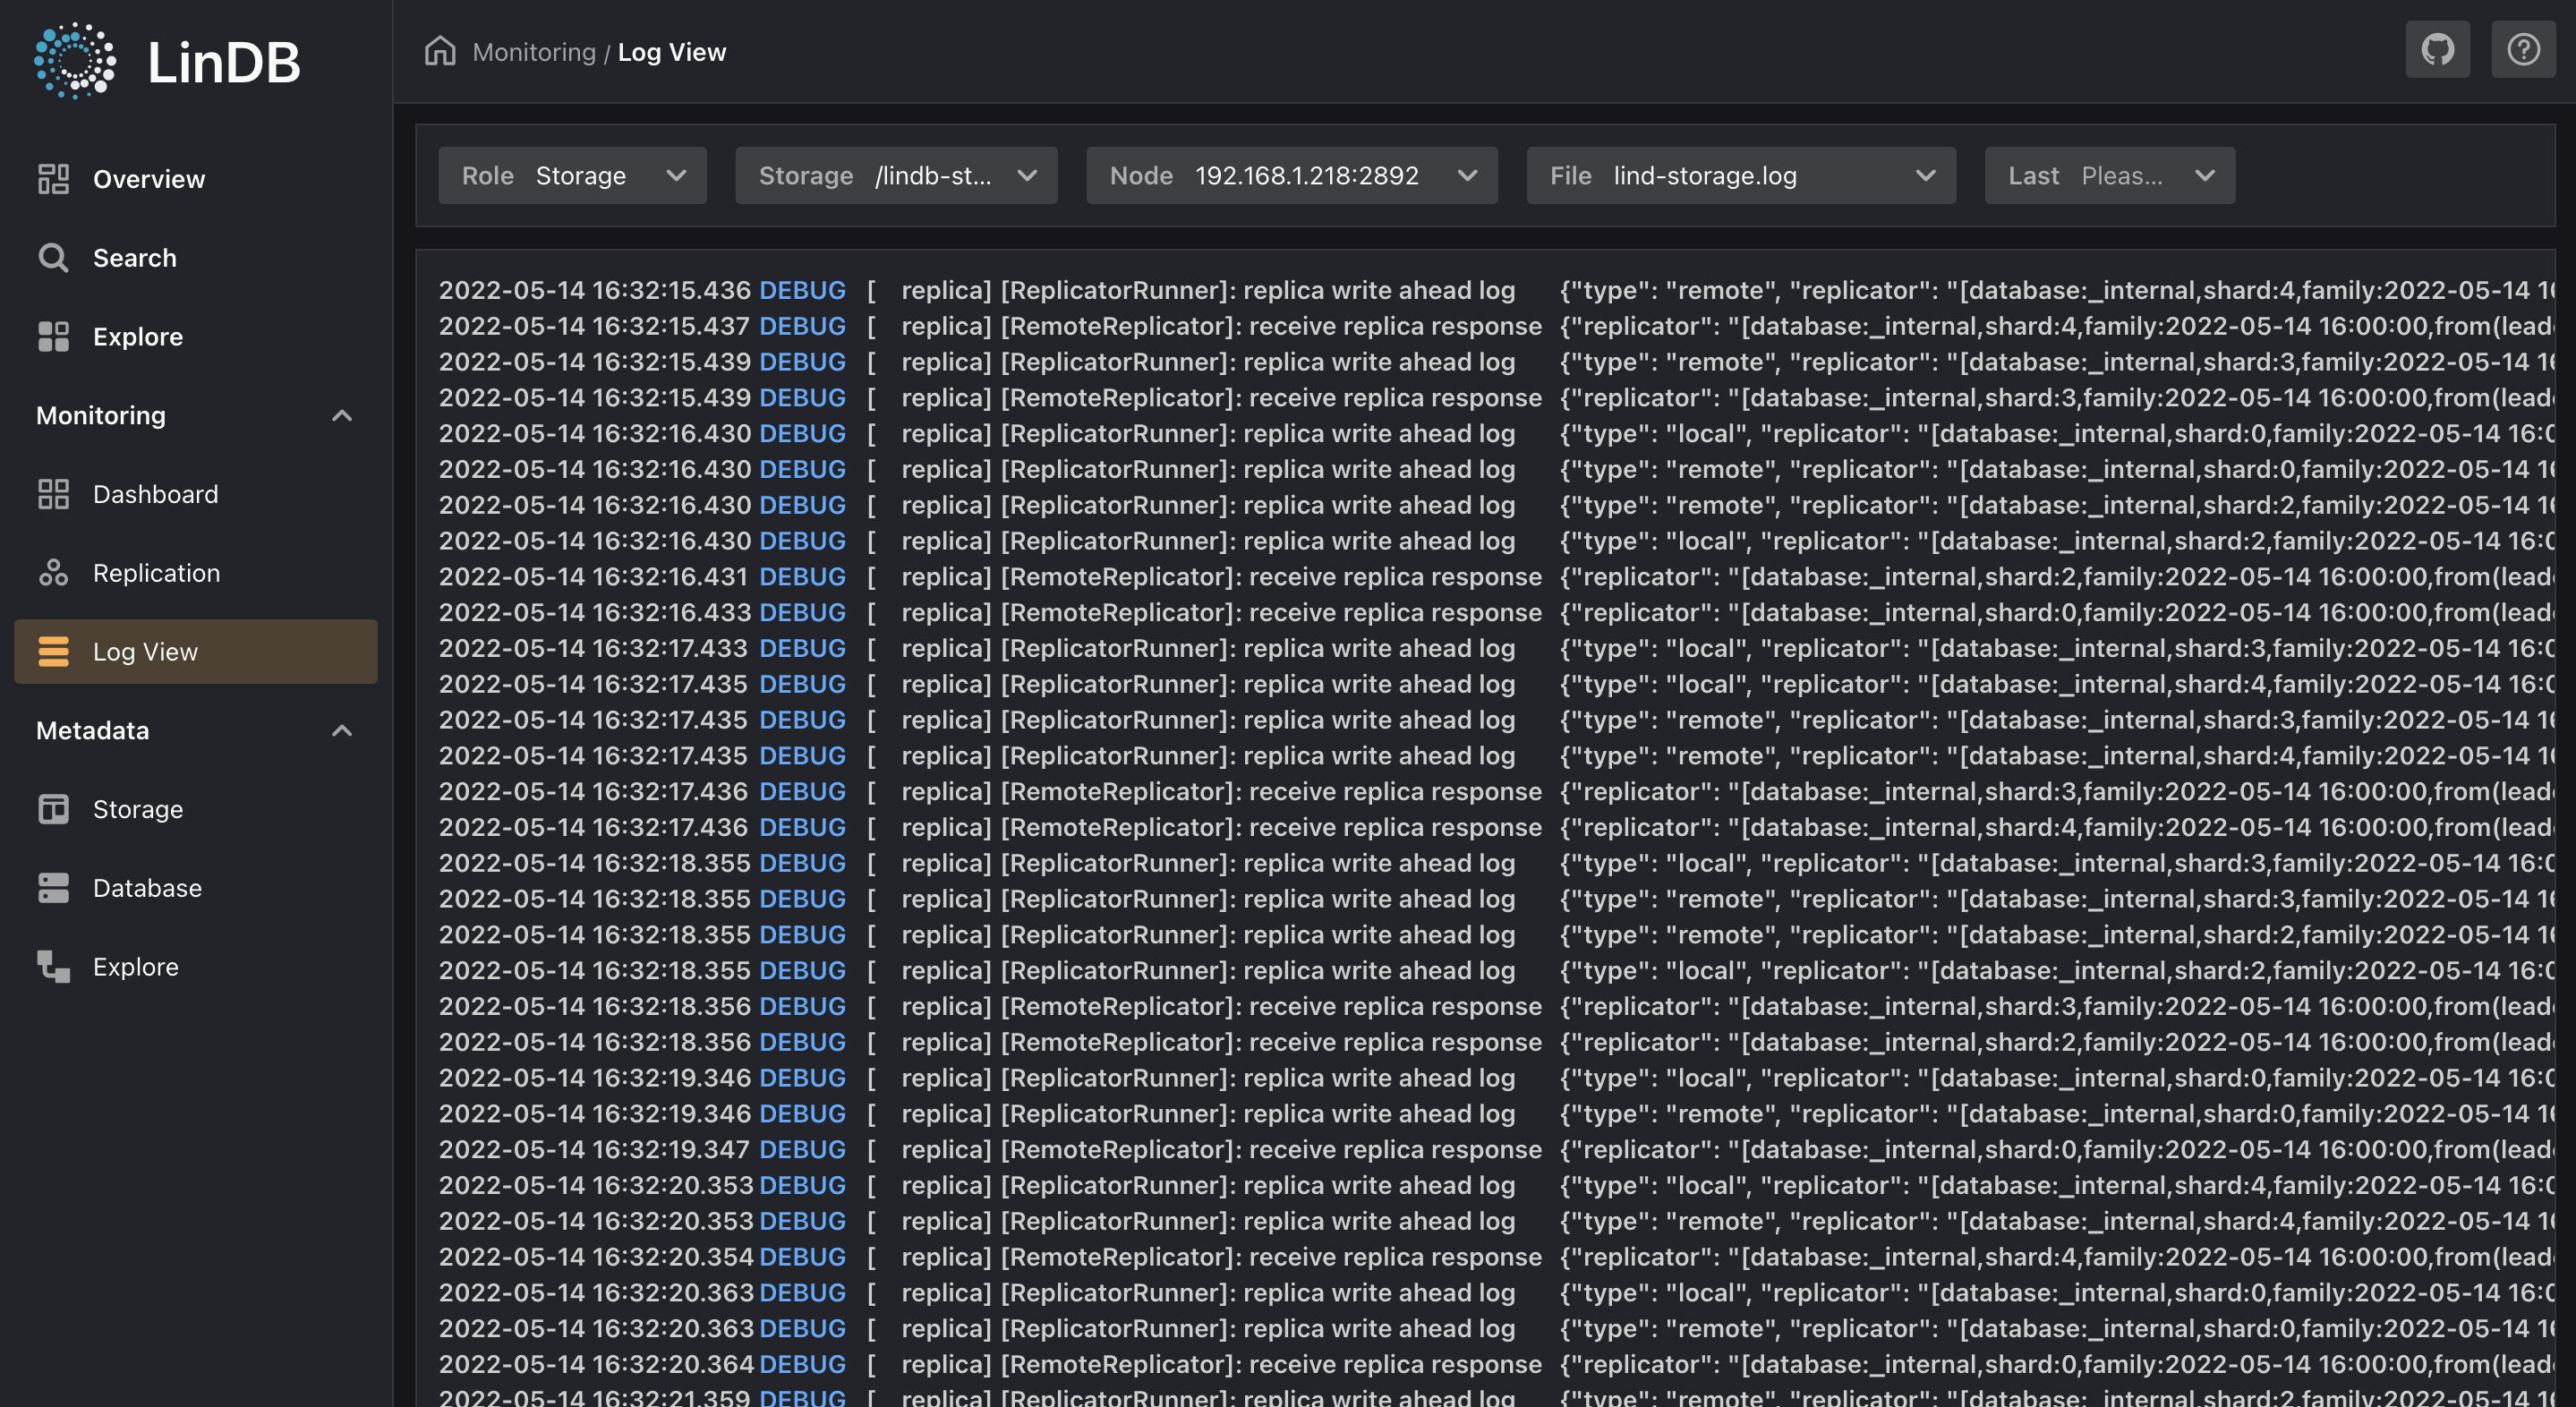 LinDB
Overview
Search
Explore
Monitoring
Dashboard
Replication
Log View
Metadata
Storage
Database
Explore
Monitoring / Log View
Role Storage
Storage /lindb-st...
Node 192.168.1.218:2892
File lind-storage.log
Last Pleas...
2022-05-14 16:32:15.436 DEBUG [ replica] [ReplicatorRunner]: replica write ahead log {"type": "remote", "replicator": "[database:_internal,shard:4,family:2022-05-14 1
2022-05-14 16:32:15.437 DEBUG [ replica] [RemoteReplicator]: receive replica response {"replicator": "[database:_internal,shard:4,family:2022-05-14 16:00:00,from(lead
2022-05-14 16:32:15.439 DEBUG [ replica] [ReplicatorRunner]: replica write ahead log {"type": "remote", "replicator": "[database:_internal,shard:3,family:2022-05-14 1
2022-05-14 16:32:15.439 DEBUG [ replica] [RemoteReplicator]: receive replica response {"replicator": "[database:_internal,shard:3,family:2022-05-14 16:00:00,from(lead
2022-05-14 16:32:16.430 DEBUG [ replica] [ReplicatorRunner]: replica write ahead log {"type": "local", "replicator": "[database:_internal,shard:0,family:2022-05-14 16:0
2022-05-14 16:32:16.430 DEBUG [ replica] [ReplicatorRunner]: replica write ahead log {"type": "remote", "replicator": "[database:_internal,shard:0,family:2022-05-14 1
2022-05-14 16:32:16.430 DEBUG [ replica] [ReplicatorRunner]: replica write ahead log {"type": "remote", "replicator": "[database:_internal,shard:2,family:2022-05-14 1
2022-05-14 16:32:16.430 DEBUG [ replica] [ReplicatorRunner]: replica write ahead log {"type": "local", "replicator": "[database:_internal,shard:2,family:2022-05-14 16:0
2022-05-14 16:32:16.431 DEBUG [ replica] [RemoteReplicator]: receive replica response {"replicator": "[database:_internal,shard:2,family:2022-05-14 16:00:00,from(lead
2022-05-14 16:32:16.433 DEBUG [ replica] [RemoteReplicator]: receive replica response {"replicator": "[database:_internal,shard:0,family:2022-05-14 16:00:00,from(lead
2022-05-14 16:32:17.433 DEBUG [ replica] [ReplicatorRunner]: replica write ahead log {"type": "local", "replicator": "[database:_internal,shard:3,family:2022-05-14 16:0
2022-05-14 16:32:17.435 DEBUG [ replica] [ReplicatorRunner]: replica write ahead log {"type": "local", "replicator": "[database:_internal,shard:4,family:2022-05-14 16:0
2022-05-14 16:32:17.435 DEBUG [ replica] [ReplicatorRunner]: replica write ahead log {"type": "remote", "replicator": "[database:_internal,shard:3,family:2022-05-14 1
2022-05-14 16:32:17.435 DEBUG [ replica] [ReplicatorRunner]: replica write ahead log {"type": "remote", "replicator": "[database:_internal,shard:4,family:2022-05-14 1
2022-05-14 16:32:17.436 DEBUG [ replica] [RemoteReplicator]: receive replica response {"replicator": "[database:_internal,shard:3,family:2022-05-14 16:00:00,from(lead
2022-05-14 16:32:17.436 DEBUG [ replica] [RemoteReplicator]: receive replica response {"replicator": "[database:_internal,shard:4,family:2022-05-14 16:00:00,from(lead
2022-05-14 16:32:18.355 DEBUG [ replica] [ReplicatorRunner]: replica write ahead log {"type": "local", "replicator": "[database:_internal,shard:3,family:2022-05-14 16:0
2022-05-14 16:32:18.355 DEBUG [ replica] [ReplicatorRunner]: replica write ahead log {"type": "remote", "replicator": "[database:_internal,shard:3,family:2022-05-14 1
2022-05-14 16:32:18.355 DEBUG [ replica] [ReplicatorRunner]: replica write ahead log {"type": "remote", "replicator": "[database:_internal,shard:2,family:2022-05-14 1
2022-05-14 16:32:18.355 DEBUG [ replica] [ReplicatorRunner]: replica write ahead log {"type": "local", "replicator": "[database:_internal,shard:2,family:2022-05-14 16:0
2022-05-14 16:32:18.356 DEBUG [ replica] [RemoteReplicator]: receive replica response {"replicator": "[database:_internal,shard:3,family:2022-05-14 16:00:00,from(lead
2022-05-14 16:32:18.356 DEBUG [ replica] [RemoteReplicator]: receive replica response {"replicator": "[database:_internal,shard:2,family:2022-05-14 16:00:00,from(lead
2022-05-14 16:32:19.346 DEBUG [ replica] [ReplicatorRunner]: replica write ahead log {"type": "local", "replicator": "[database:_internal,shard:0,family:2022-05-14 16:0
2022-05-14 16:32:19.346 DEBUG [ replica] [ReplicatorRunner]: replica write ahead log {"type": "remote", "replicator": "[database:_internal,shard:0,family:2022-05-14 1
2022-05-14 16:32:19.347 DEBUG [ replica] [RemoteReplicator]: receive replica response {"replicator": "[database:_internal,shard:0,family:2022-05-14 16:00:00,from(lead
2022-05-14 16:32:20.353 DEBUG [ replica] [ReplicatorRunner]: replica write ahead log {"type": "local", "replicator": "[database:_internal,shard:4,family:2022-05-14 16:0
2022-05-14 16:32:20.353 DEBUG [ replica] [ReplicatorRunner]: replica write ahead log {"type": "remote", "replicator": "[database:_internal,shard:4,family:2022-05-14 1
2022-05-14 16:32:20.354 DEBUG [ replica] [RemoteReplicator]: receive replica response {"replicator": "[database:_internal,shard:4,family:2022-05-14 16:00:00,from(lead
2022-05-14 16:32:20.363 DEBUG [ replica] [ReplicatorRunner]: replica write ahead log {"type": "local", "replicator": "[database:_internal,shard:0,family:2022-05-14 16:0
2022-05-14 16:32:20.363 DEBUG [ replica] [ReplicatorRunner]: replica write ahead log {"type": "remote", "replicator": "[database:_internal,shard:0,family:2022-05-14 1
2022-05-14 16:32:20.364 DEBUG [ replica] [RemoteReplicator]: receive replica response {"replicator": "[database:_internal,shard:0,family:2022-05-14 16:00:00,from(lead
2022-05-14 16:32:21.359 DEBUG [ replica] [ReplicatorRunner]: replica write ahead log {"type": "remote", "replicator": "[database:_internal,shard:2,family:2022-05-14 1